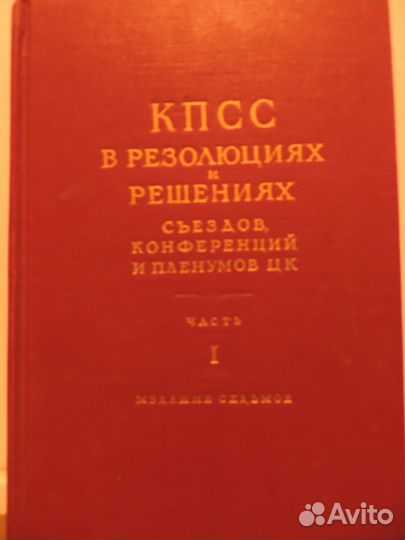 КПСС
В РЕЗОЛЮЦИЯХ
И
РЕШЕНИЯХ
СЪЕЗДОВ,
КОНФЕРЕНЦИЙ
И ПЛЕНУМОВ ЦК
ЧАСТЬ
I
ИЗДАНИЕ СЕДЬМОЕ
Avito